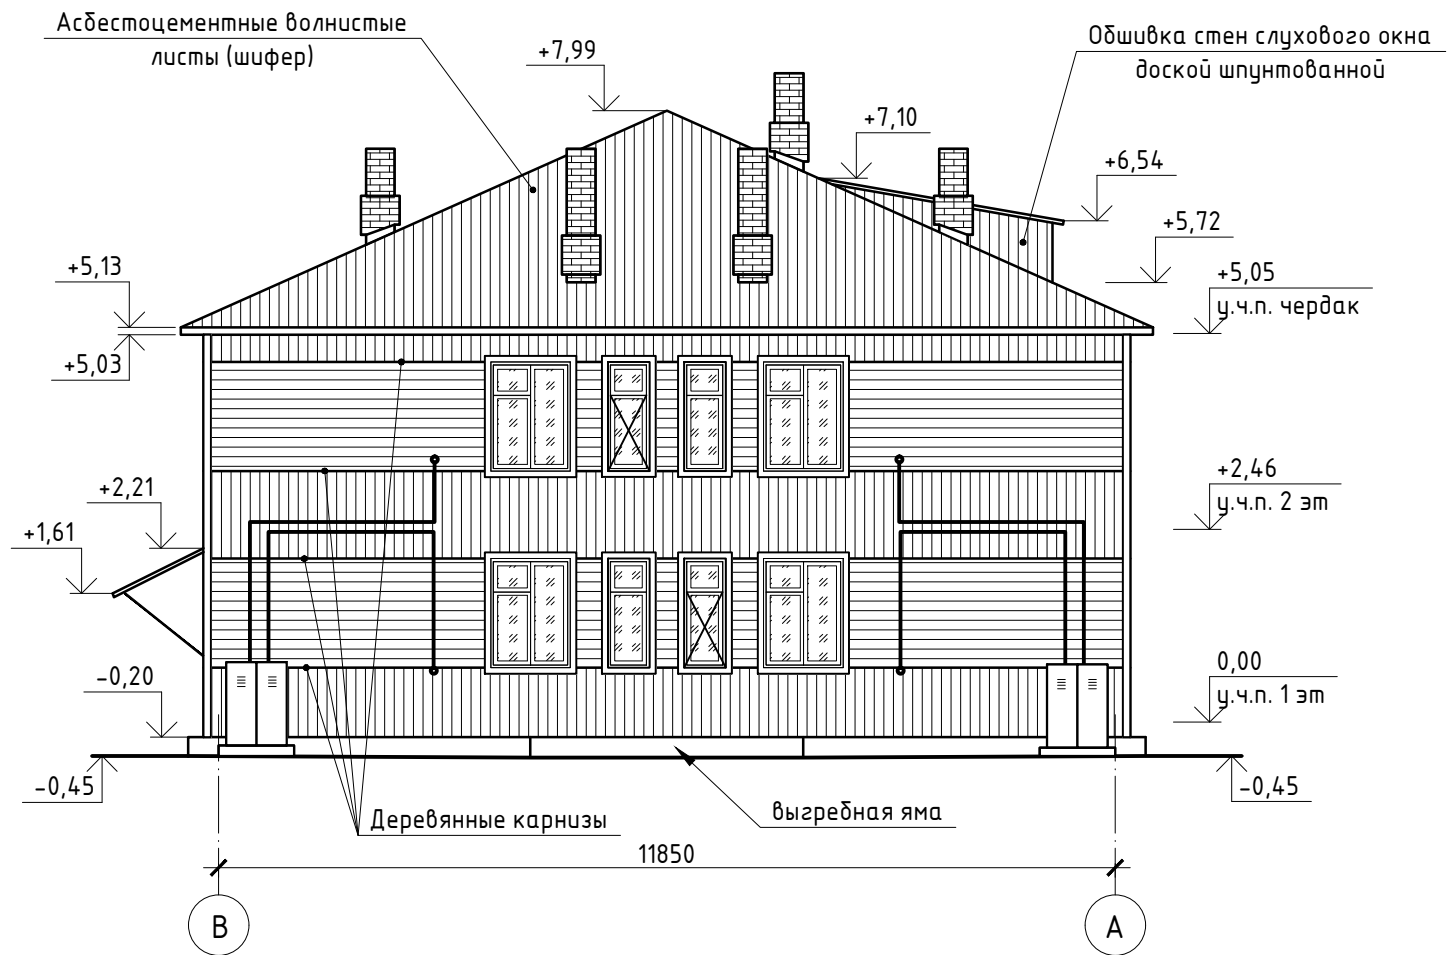 Асбестоцементные волнистые
листы (шифер)
+7,99
Обшивка стен слухового окна
доской шпунтованной
+7,10
+6,54
+5,72
+5,13
+5,03
+5,05
у.ч.п. чердак
+2,21
+1,61
+2,46
у.ч.п. 2 эт
-0,20
0,00
у.ч.п. 1 эт
-0,45
-0,45
Деревянные карнизы
выгребная яма
11850
В
А